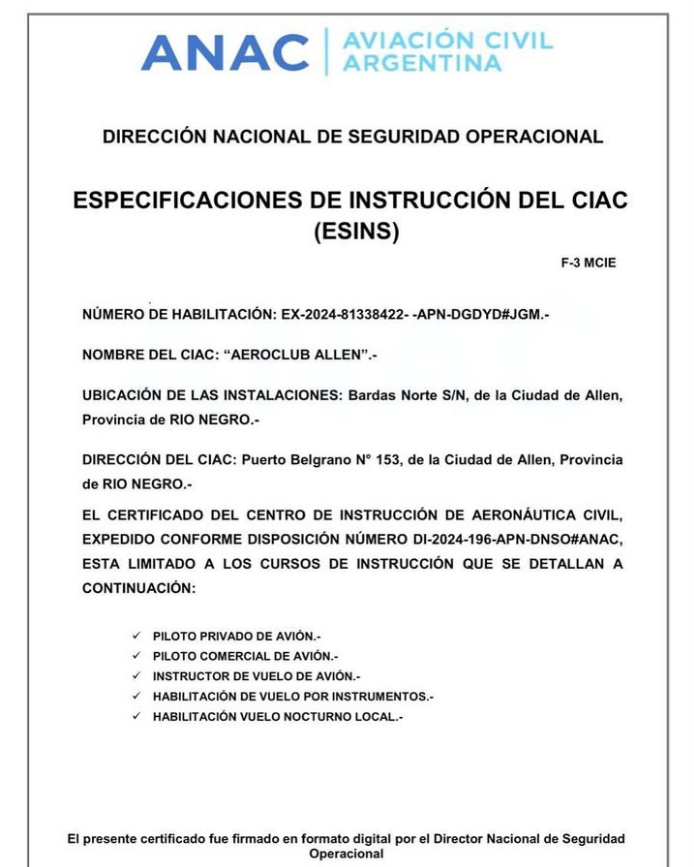 ANAC | AVIACIÓN CIVIL
ARGENTINA
DIRECCIÓN NACIONAL DE SEGURIDAD OPERACIONAL
ESPECIFICACIONES DE INSTRUCCIÓN DEL CIAC
(ESINS)
F-3 MCIE
NÚMERO DE HABILITACIÓN: EX-2024-81338422- -APN-DGDYD#JGM.-
NOMBRE DEL CIAC: “AEROCLUB ALLEN”.-
UBICACIÓN DE LAS INSTALACIONES: Bardas Norte S/N, de la Ciudad de Allen,
Provincia de RIO NEGRO.-
DIRECCIÓN DEL CIAC: Puerto Belgrano N° 153, de la Ciudad de Allen, Provincia
de RIO NEGRO.-
EL CERTIFICADO DEL CENTRO DE INSTRUCCIÓN DE AERONÁUTICA CIVIL,
EXPEDIDO CONFORME DISPOSICIÓN NÚMERO DI-2024-196-APN-DNSO#ANAC,
ESTA LIMITADO A LOS CURSOS DE INSTRUCCIÓN QUE SE DETALLAN A
CONTINUACIÓN:
✓ PILOTO PRIVADO DE AVIÓN.-
✓ PILOTO COMERCIAL DE AVIÓN.-
✓ INSTRUCTOR DE VUELO DE AVIÓN.-
✓ HABILITACIÓN DE VUELO POR INSTRUMENTOS.-
✓ HABILITACIÓN VUELO NOCTURNO LOCAL.-
El presente certificado fue firmado en formato digital por el Director Nacional de Seguridad
Operacional